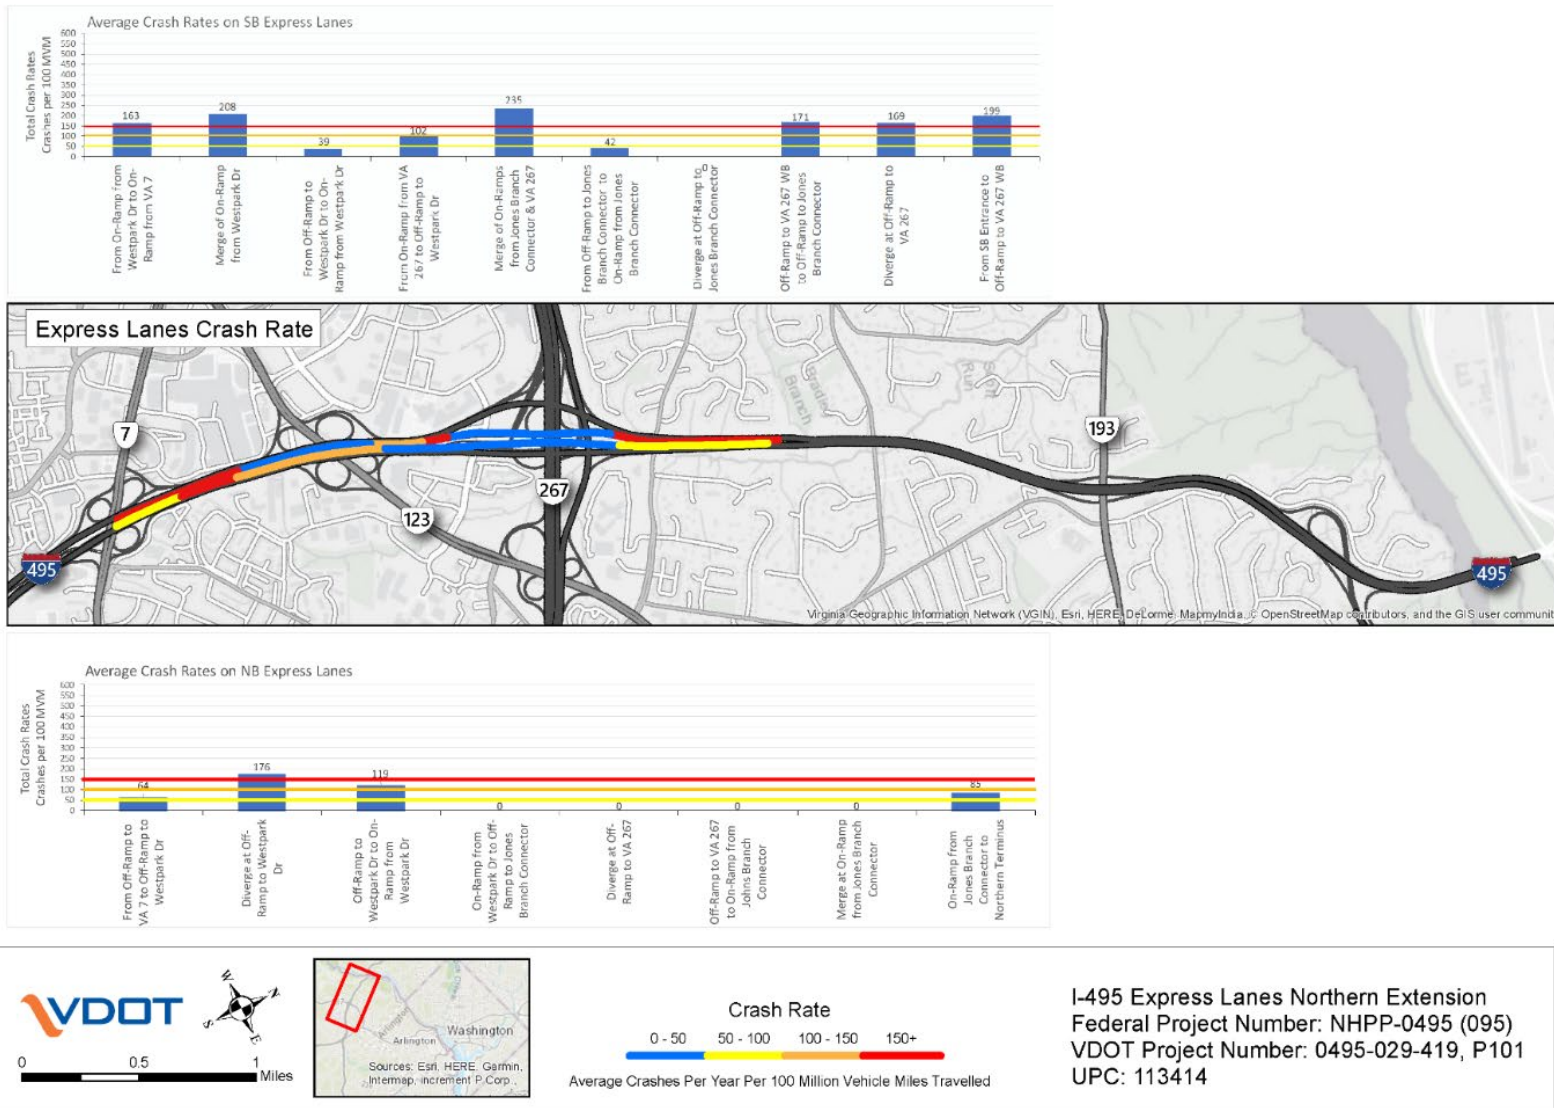 Average Crash Rates on SB Express Lanes
Total Crash Rates
Crashes per 100 MVM
600
550
500
450
400
350
300
250
200
150
100
50
0
163
208
39
102
235
42
0
171
169
199
From On-Ramp from
Westpark Dr to On-
Ramp from VA 7
Merge of On-Ramp
from Westpark Dr
From Off-Ramp to
Westpark Dr to On-
Ramp from Westpark Dr
From On-Ramp from VA
267 to Off-Ramp to
Westpark Dr
Merge of On-Ramps
from Jones Branch
Connector & VA 267
From Off-Ramp to Jones
Branch Connector to
On-Ramp from Jones
Branch Connector
Diverge at Off-Ramp to
Jones Branch Connector
Off-Ramp to VA 267 WB
to Off-Ramp to Jones
Branch Connector
Diverge at Off-Ramp to
VA 267
From SB Entrance to
Off-Ramp to VA 267 WB
Express Lanes Crash Rate
7
123
267
193
495
495
Bradley
Branch
Run
Virginia Geographic Information Network (VGIN), Esri, HERE, DeLorme, MapmyIndia, © OpenStreetMap contributors, and the GIS user communit
Average Crash Rates on NB Express Lanes
Total Crash Rates
Crashes per 100 MVM
600
550
500
450
400
350
300
250
200
150
100
50
0
64
176
119
0
0
0
0
85
From Off-Ramp to
VA 7 to Off-Ramp to
Westpark Dr
Diverge at Off-
Ramp to Westpark
Dr
Off-Ramp to
Westpark Dr to On-
Ramp from
Westpark Dr
On-Ramp from
Westpark Dr to Off-
Ramp to Jones
Branch Connector
Diverge at Off-
Ramp to VA 267
Off-Ramp to VA 267
to On-Ramp from
Johns Branch
Connector
Merge at On-Ramp
from Jones Branch
Connector
On-Ramp from
Jones Branch
Connector to
Northern Terminus
VDOT
W
N
S
E
0 0.5 1
Miles
Washington
Arlington
Arlington
Sources: Esri, HERE, Garmin,
Intermap, increment P Corp.,
Crash Rate
0 - 50 50 - 100 100 - 150 150+
Average Crashes Per Year Per 100 Million Vehicle Miles Travelled
I-495 Express Lanes Northern Extension
Federal Project Number: NHPP-0495 (095)
VDOT Project Number: 0495-029-419, P101
UPC: 113414